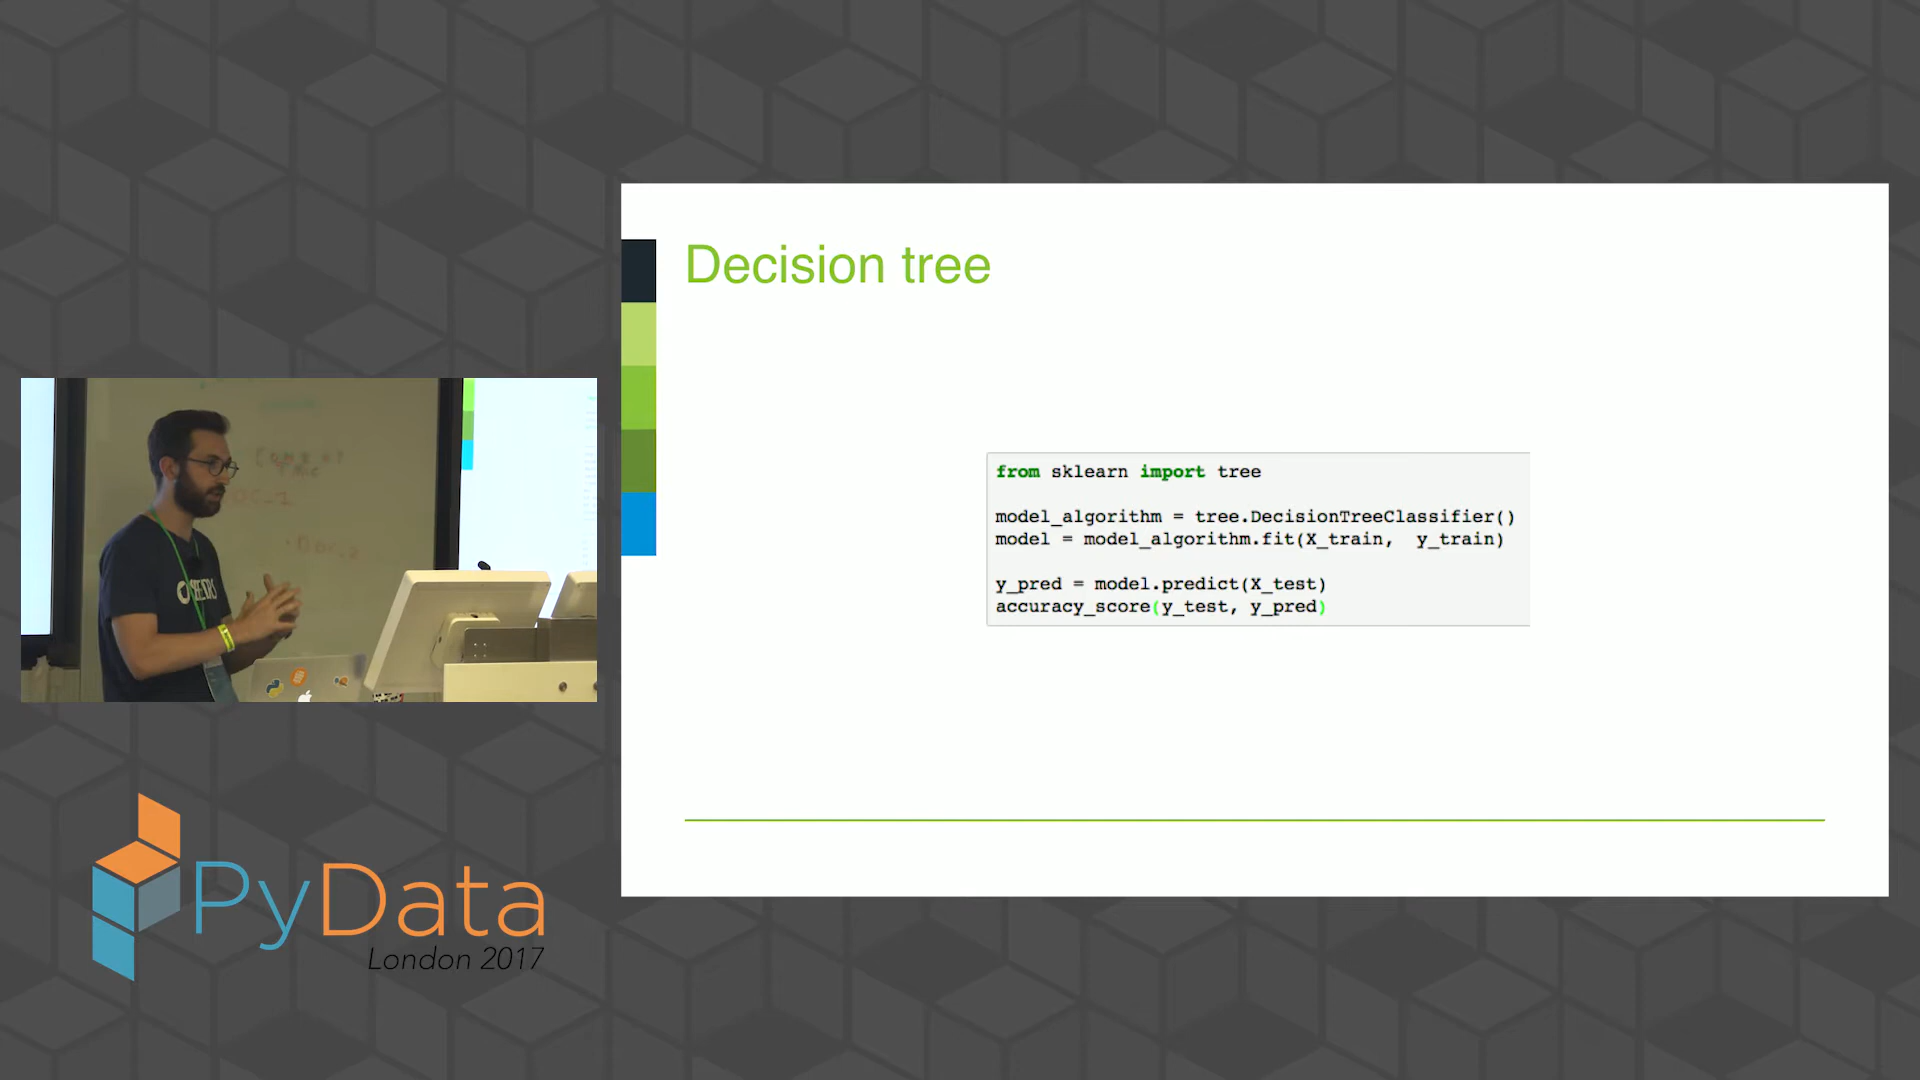 Decision tree
from sklearn import tree
model_algorithm = tree.DecisionTreeClassifier()
model = model_algorithm.fit(X_train,  y_train)
y_pred = model.predict(X_test)
accuracy_score(y_test, y_pred)
PyData
London 2017